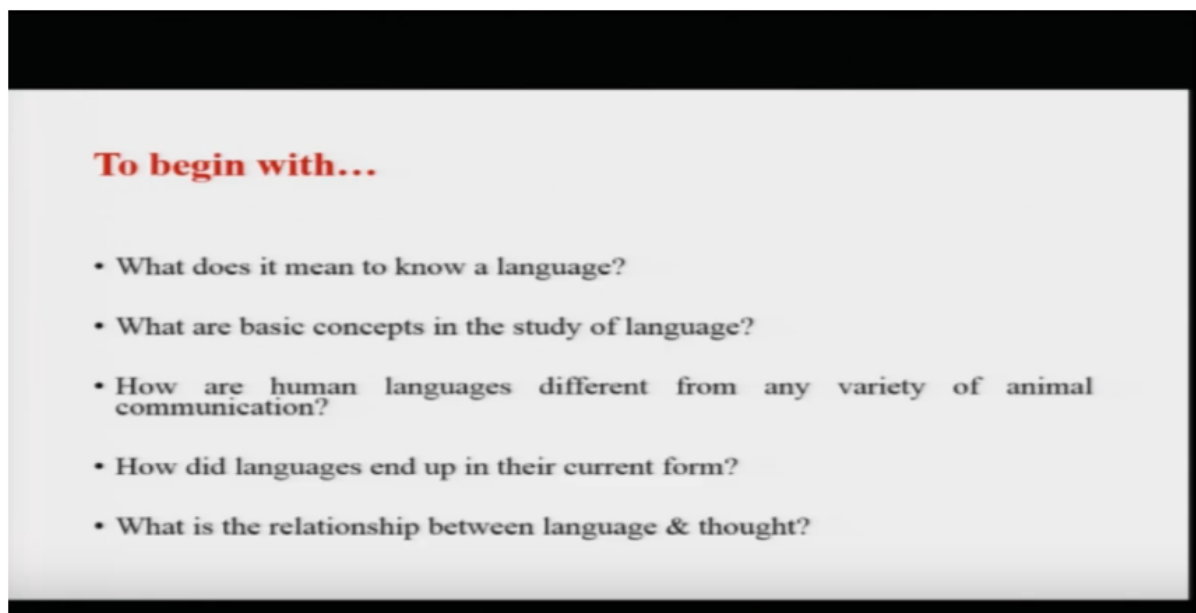 To begin with...
• What does it mean to know a language?
• What are basic concepts in the study of language?
• How are human languages different from any variety of animal
communication?
• How did languages end up in their current form?
• What is the relationship between language & thought?